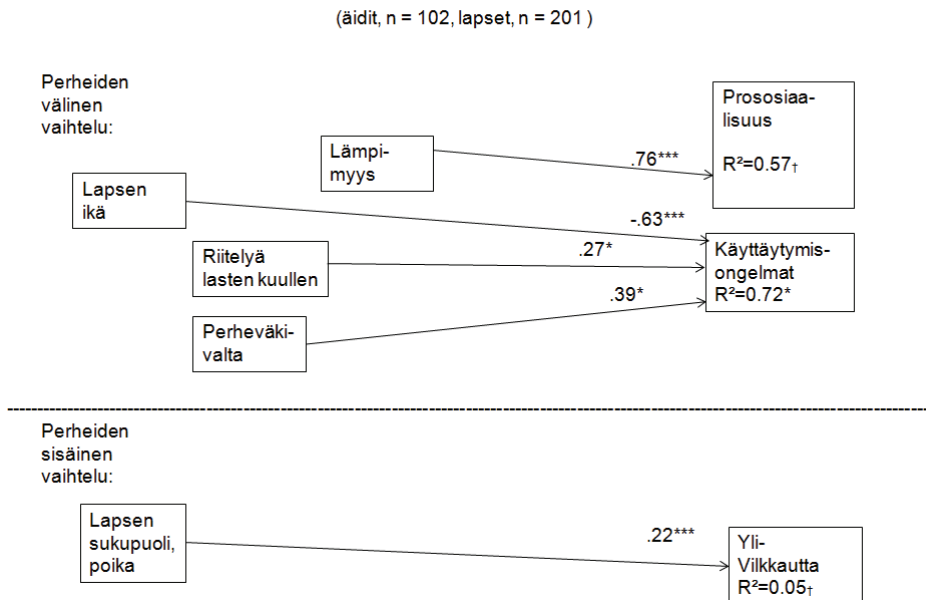 (äidit, n = 102, lapset, n = 201 )
Perheiden
välinen
vaihtelu:
Prososiaa-
lisuus
R²=0.57†
Lämpi-
myys
.76***
Lapsen
ikä
-.63***
Riitelyä
lasten kuullen
.27*
Käyttäytymis-
ongelmat
R²=0.72*
.39*
Perheväki-
valta
Perheiden
sisäinen
vaihtelu:
Lapsen
sukupuoli,
poika
.22***
Yli-
Vilkkautta
R²=0.05†